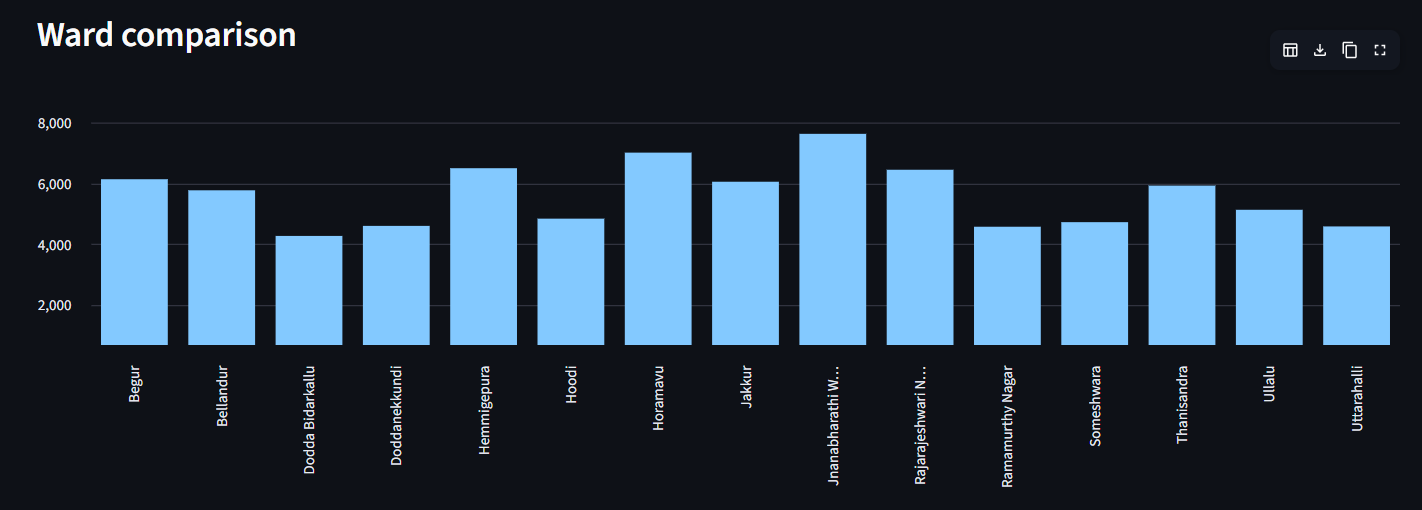 Ward comparison
8,000
6,000
4,000
2,000
Begur
Bellandur
Dodda Bidarkallu
Doddanekkundi
Hemmigepura
Hoodi
Horamavu
Jakkur
Jnanabharathi W…
Rajarajeshwari N…
Ramamurthy Nagar
Someshwara
Thanisandra
Ullalu
Uttarahalli